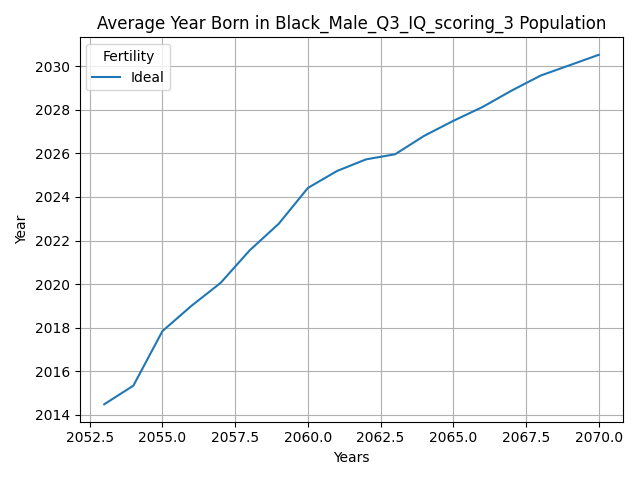 Average Year Born in Black_Male_Q3_IQ_scoring_3 Population
Fertility
Ideal
Year
2030
2028
2026
2024
2022
2020
2018
2016
2014
2052.5 2055.0 2057.5 2060.0 2062.5 2065.0 2067.5 2070.0
Years